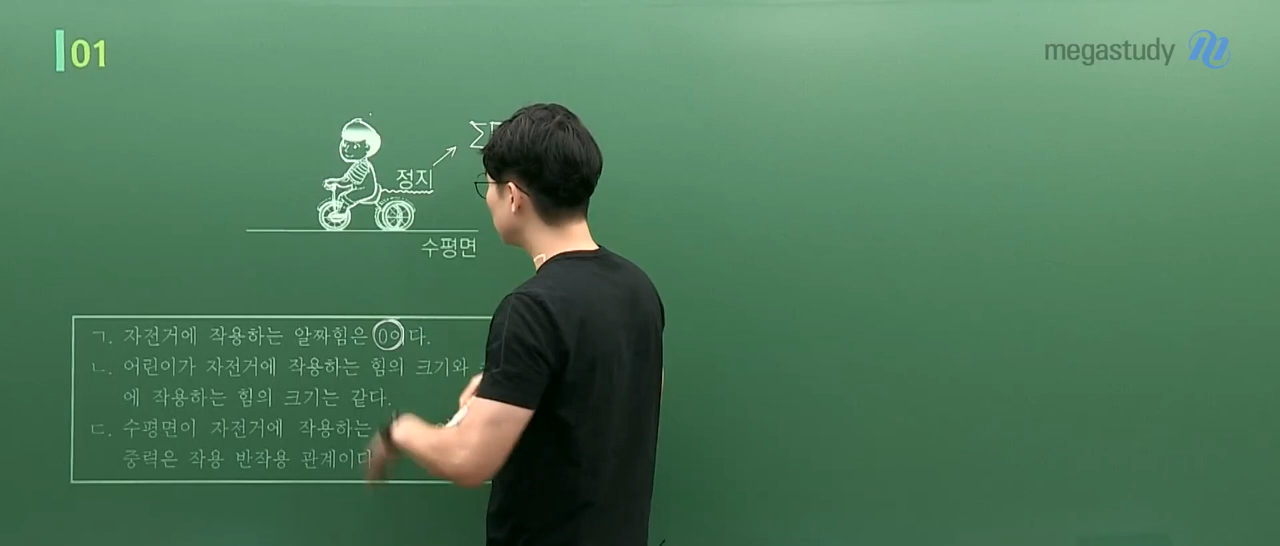 01
megastudy
정지
수평면
ㄱ. 자전거에 작용하는 알짜힘은 0이다.
ㄴ. 어린이가 자전거에 작용하는 힘의 크기와
에 작용하는 힘의 크기는 같다.
ㄷ. 수평면이 자전거에 작용하는
중력은 작용 반작용 관계이다